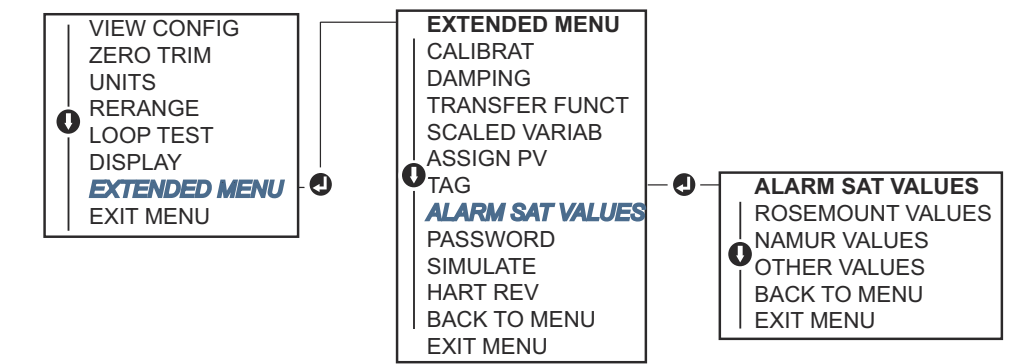 VIEW CONFIG
ZERO TRIM
UNITS
RERANGE
LOOP TEST
DISPLAY
EXTENDED MENU
EXIT MENU
EXTENDED MENU
CALIBRAT
DAMPING
TRANSFER FUNCT
SCALED VARIAB
ASSIGN PV
TAG
ALARM SAT VALUES
PASSWORD
SIMULATE
HART REV
BACK TO MENU
EXIT MENU
ALARM SAT VALUES
ROSEMOUNT VALUES
NAMUR VALUES
OTHER VALUES
BACK TO MENU
EXIT MENU